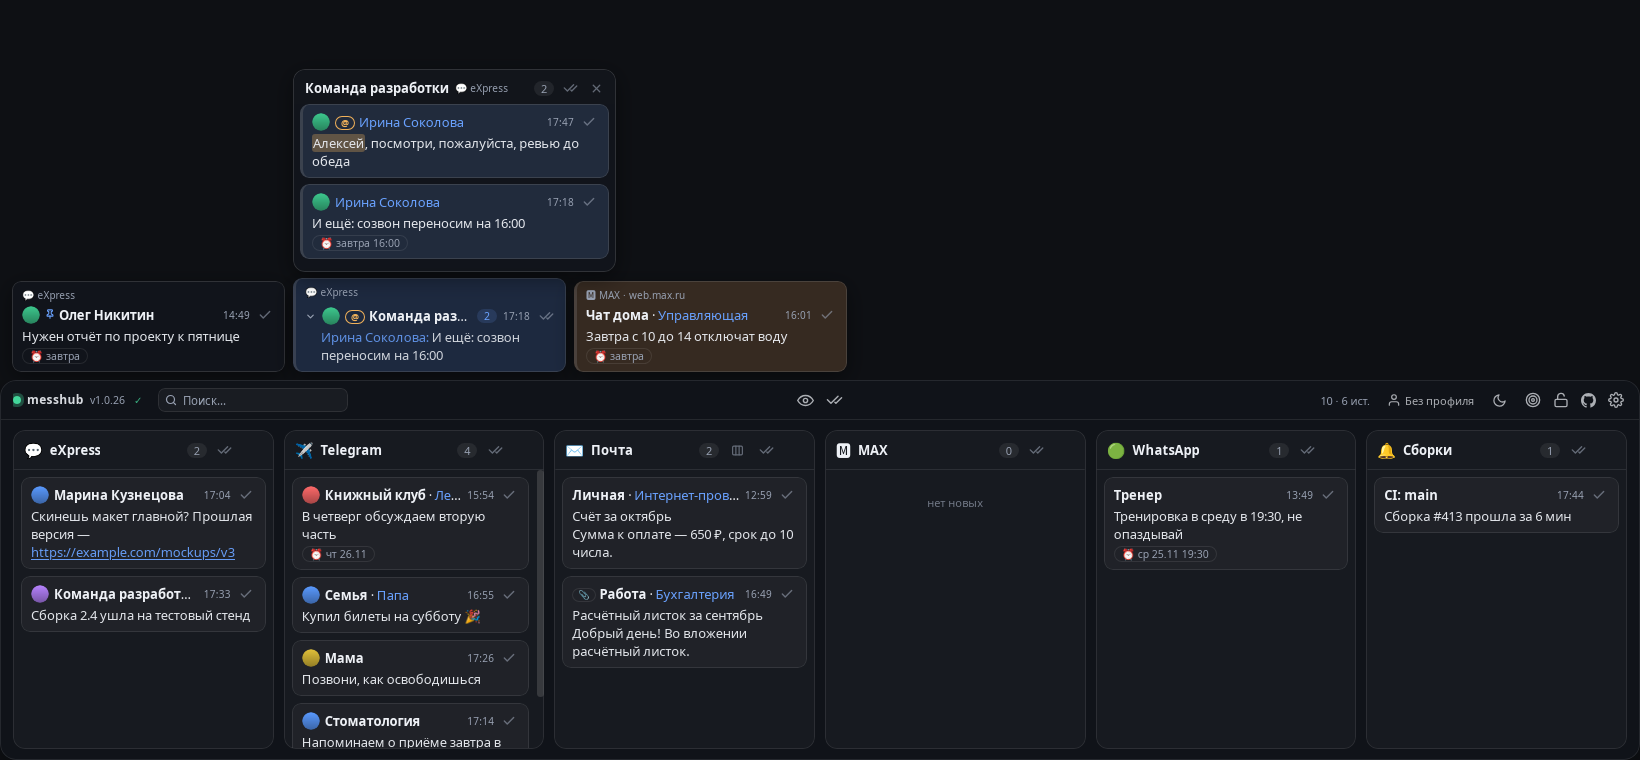 Команда разработки 💬 eXpress 2
@ Ирина Соколова 17:47
Алексей, посмотри, пожалуйста, ревью до
обеда
Ирина Соколова 17:18
И ещё: созвон переносим на 16:00
⏰ завтра 16:00
💬 eXpress
Олег Никитин 14:49
Нужен отчёт по проекту к пятнице
⏰ завтра
💬 eXpress
@ Команда раз... 2 17:18
Ирина Соколова: И ещё: созвон
переносим на 16:00
M MAX · web.max.ru
Чат дома · Управляющая 16:01
Завтра с 10 до 14 отключат воду
⏰ завтра
messhub v1.0.26 ✓ Поиск...
10 · 6 ист. Без профиля
💬 eXpress 2
Марина Кузнецова 17:04
Скинешь макет главной? Прошлая
версия —
https://example.com/mockups/v3
Команда разработ... 17:33
Сборка 2.4 ушла на тестовый стенд
✈️ Telegram 4
Книжный клуб · Ле... 15:54
В четверг обсуждаем вторую
часть
⏰ чт 26.11
Семья · Папа 16:55
Купил билеты на субботу 🎉
Мама 17:26
Позвони, как освободишься
Стоматология 17:14
Напоминаем о приёме завтра в
✉️ Почта 2
Личная · Интернет-пров... 12:59
Счёт за октябрь
Сумма к оплате — 650 ₽, срок до 10
числа.
📎 Работа · Бухгалтерия 16:49
Расчётный листок за сентябрь
Добрый день! Во вложении
расчётный листок.
M MAX 0
нет новых
🟢 WhatsApp 1
Тренер 13:49
Тренировка в среду в 19:30, не
опаздывай
⏰ ср 25.11 19:30
🔔 Сборки 1
CI: main 17:44
Сборка #413 прошла за 6 мин